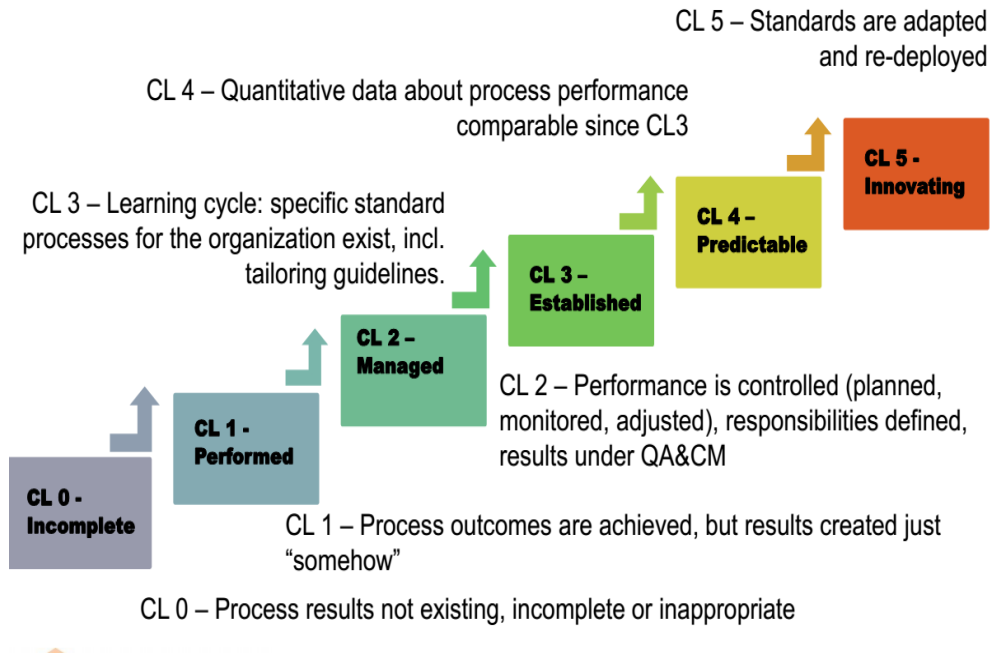 CL 5 – Standards are adapted
and re-deployed
CL 4 – Quantitative data about process performance
comparable since CL3
CL 5 -
Innovating
CL 3 – Learning cycle: specific standard
processes for the organization exist, incl.
tailoring guidelines.
CL 4 –
Predictable
CL 3 –
Established
CL 2 –
Managed
CL 2 – Performance is controlled (planned,
monitored, adjusted), responsibilities defined,
results under QA&CM
CL 1 -
Performed
CL 0 -
Incomplete
CL 1 – Process outcomes are achieved, but results created just
“somehow”
CL 0 – Process results not existing, incomplete or inappropriate